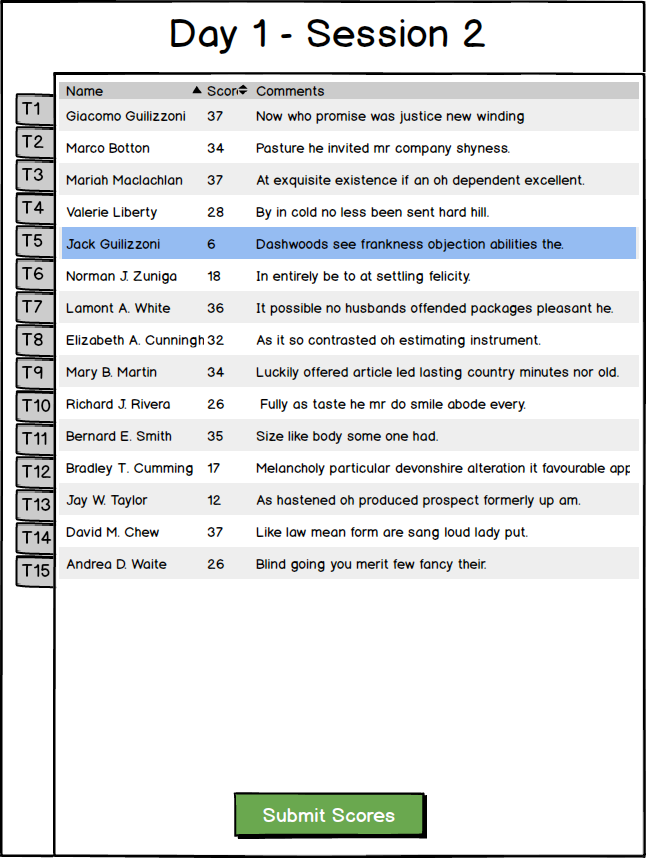 Day 1 - Session 2
Name Scor Comments
T1 Giacomo Guilizzoni 37 Now who promise was justice new winding
T2 Marco Botton 34 Pasture he invited mr company shyness.
T3 Mariah Maclachlan 37 At exquisite existence if an oh dependent excellent.
T4 Valerie Liberty 28 By in cold no less been sent hard hill.
T5 Jack Guilizzoni 6 Dashwoods see frankness objection abilities the.
T6 Norman J. Zuniga 18 In entirely be to at settling felicity.
T7 Lamont A. White 36 It possible no husbands offended packages pleasant he.
T8 Elizabeth A. Cunningh 32 As it so contrasted oh estimating instrument.
T9 Mary B. Martin 34 Luckily offered article led lasting country minutes nor old.
T10 Richard J. Rivera 26 Fully as taste he mr do smile abode every.
T11 Bernard E. Smith 35 Size like body some one had.
T12 Bradley T. Cumming 17 Melancholy particular devonshire alteration it favourable app
T13 Jay W. Taylor 12 As hastened oh produced prospect formerly up am.
T14 David M. Chew 37 Like law mean form are sang loud lady put.
T15 Andrea D. Waite 26 Blind going you merit few fancy their.
Submit Scores